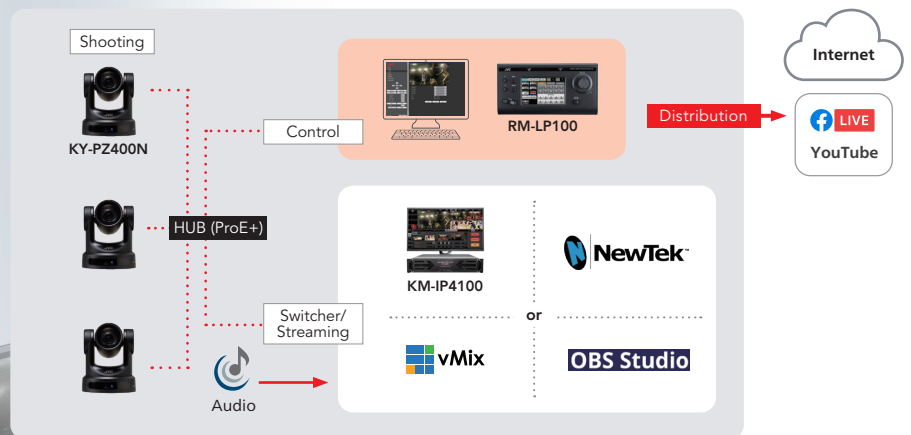 Shooting
KY-PZ400N
HUB (ProE+)
Control
RM-LP100
Switcher/
Streaming
KM-IP4100
NewTek™
or
vMix
OBS Studio
Audio
Distribution
Internet
LIVE
YouTube